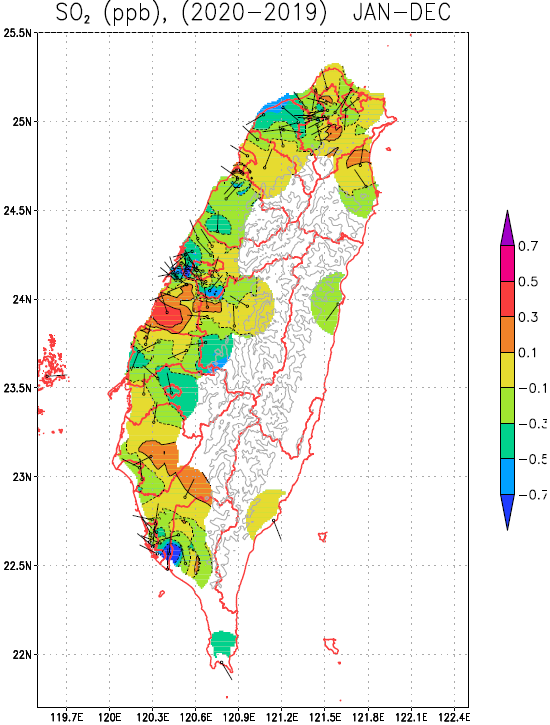 SO₂ (ppb), (2020−2019) JAN−DEC
25.5N
25N
24.5N
24N
23.5N
23N
22.5N
22N
119.7E 120E 120.3E 120.6E 120.9E 121.2E 121.5E 121.8E 122.1E 122.4E
0.7
0.5
0.3
0.1
−0.1
−0.3
−0.5
−0.7